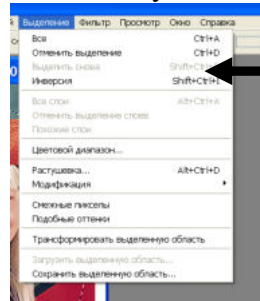 Выделение Фильтр Просмотр Окно Справка
Все Ctrl+A
Отменить выделение Ctrl+D
Выделить снова Shift+Ctrl
Инверсия Shift+Ctrl+I
Все слои Alt+Ctrl+A
Отменить выделение слоев
Похожие слои
Цветовой диапазон...
Растушевка... Alt+Ctrl+D
Модификация
Смежные пикселы
Подобные оттенки
Трансформировать выделенную область
Загрузить выделенную область...
Сохранить выделенную область...